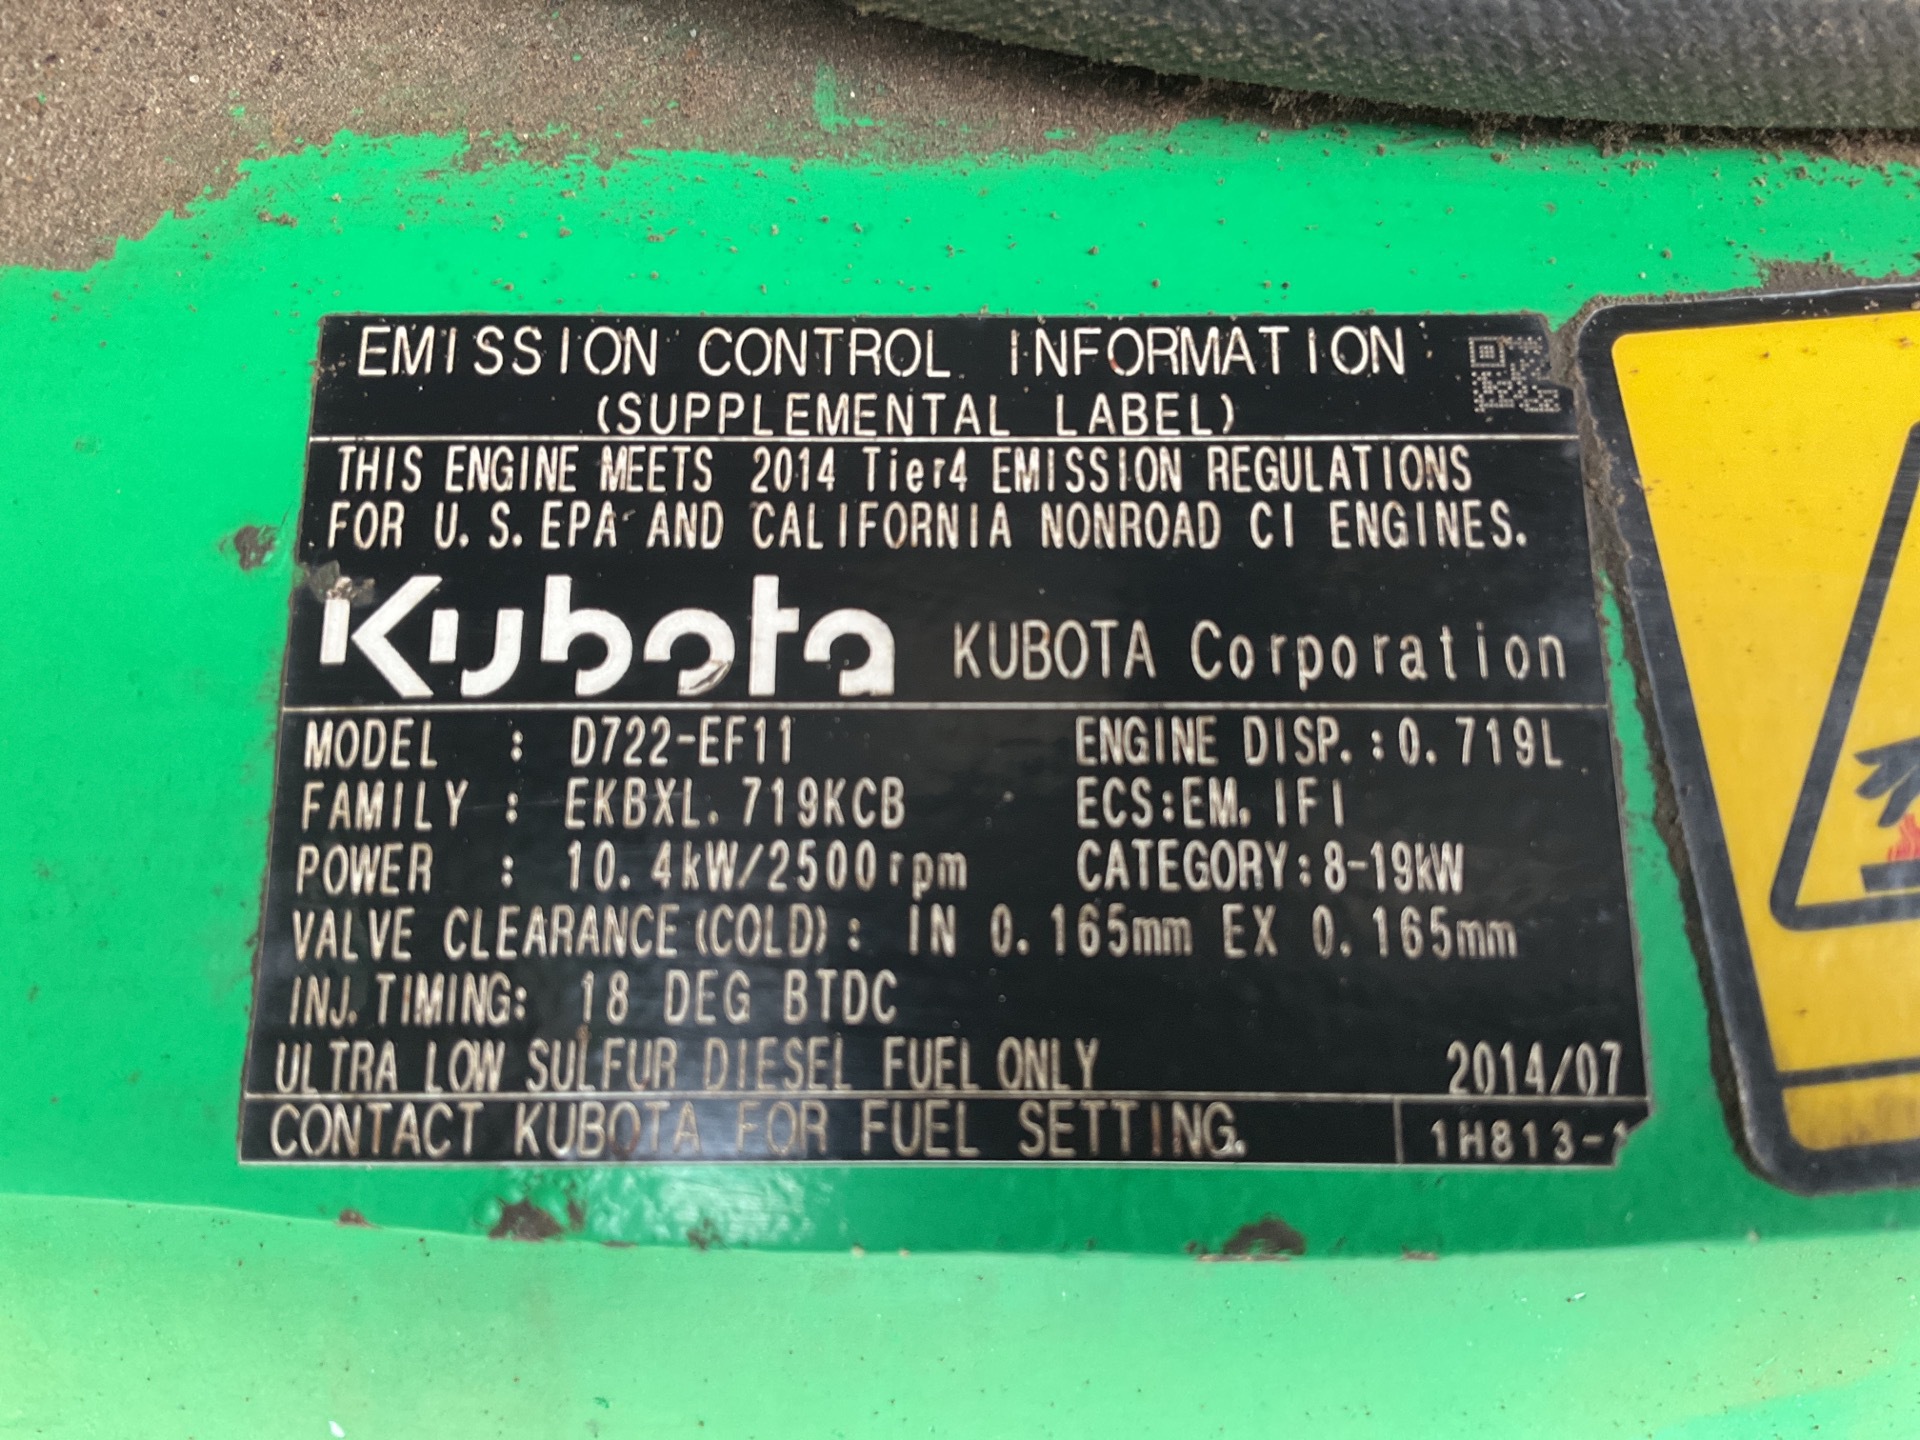 EMISSION CONTROL INFORMATION
(SUPPLEMENTAL LABEL)
THIS ENGINE MEETS 2014 Tier4 EMISSION REGULATIONS
FOR U.S.EPA AND CALIFORNIA NONROAD CI ENGINES.
Kubota KUBOTA Corporation
MODEL : D722-EF11 ENGINE DISP.:0.719L
FAMILY : EKBXL.719KCB ECS:EM,IFI
POWER : 10.4kW/2500rpm CATEGORY:8-19kW
VALVE CLEARANCE(COLD): IN 0.165mm EX 0.165mm
INJ.TIMING: 18 DEG BTDC
ULTRA LOW SULFUR DIESEL FUEL ONLY 2014/07
CONTACT KUBOTA FOR FUEL SETTING.